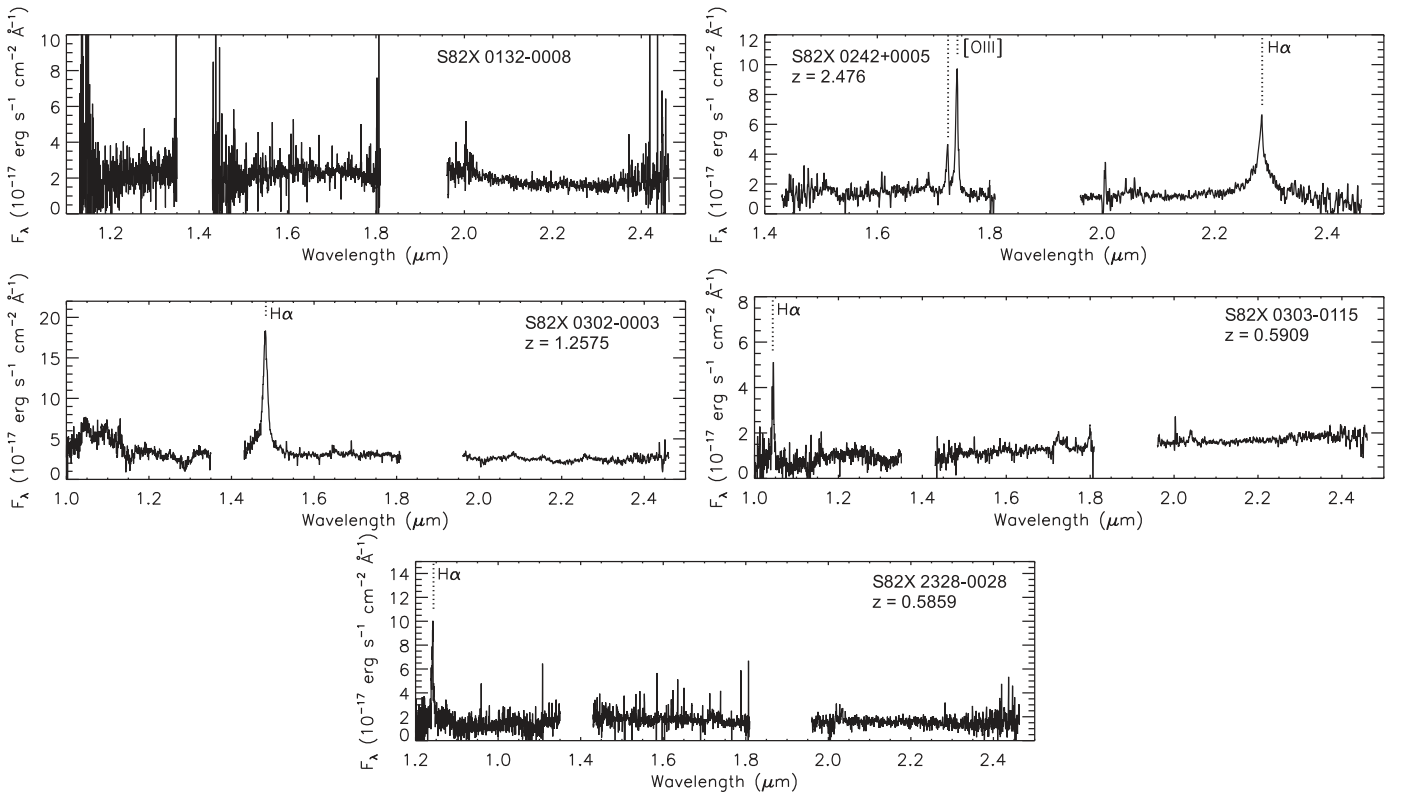 10
8
6
4
2
0
F_λ (10⁻¹⁷ erg s⁻¹ cm⁻² Å⁻¹)
S82X 0132-0008
1.2 1.4 1.6 1.8 2.0 2.2 2.4
Wavelength (μm)
12
10
8
6
4
2
0
F_λ (10⁻¹⁷ erg s⁻¹ cm⁻² Å⁻¹)
S82X 0242+0005
z = 2.476
[OIII]
Hα
1.4 1.6 1.8 2.0 2.2 2.4
Wavelength (μm)
20
15
10
5
0
F_λ (10⁻¹⁷ erg s⁻¹ cm⁻² Å⁻¹)
Hα
S82X 0302-0003
z = 1.2575
1.0 1.2 1.4 1.6 1.8 2.0 2.2 2.4
Wavelength (μm)
8
6
4
2
0
F_λ (10⁻¹⁷ erg s⁻¹ cm⁻² Å⁻¹)
Hα
S82X 0303-0115
z = 0.5909
1.0 1.2 1.4 1.6 1.8 2.0 2.2 2.4
Wavelength (μm)
14
12
10
8
6
4
2
0
F_λ (10⁻¹⁷ erg s⁻¹ cm⁻² Å⁻¹)
Hα
S82X 2328-0028
z = 0.5859
1.2 1.0 1.2 1.4 1.6 1.8 2.0 2.2 2.4
Wavelength (μm)